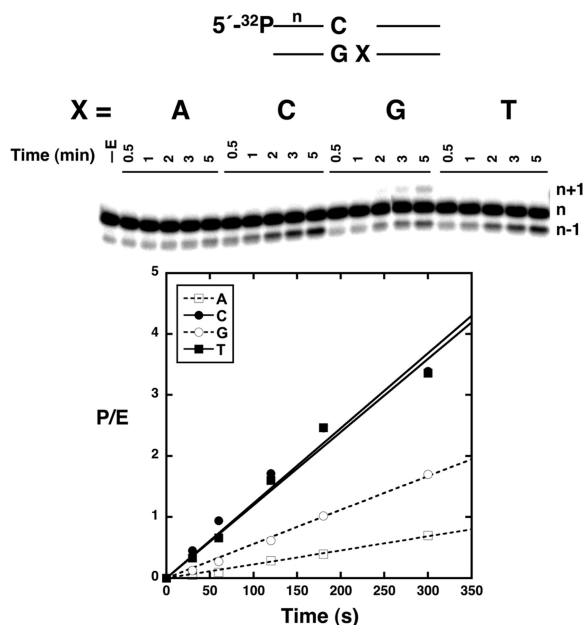 5´-³²P n C
G X
X = A C G T
Time (min) –E 0.5 1 2 3 5 0.5 1 2 3 5 0.5 1 2 3 5 0.5 1 2 3 5
n+1
n
n-1
5
4
3
2
1
0
A
C
G
T
P/E
0 50 100 150 200 250 300 350
Time (s)